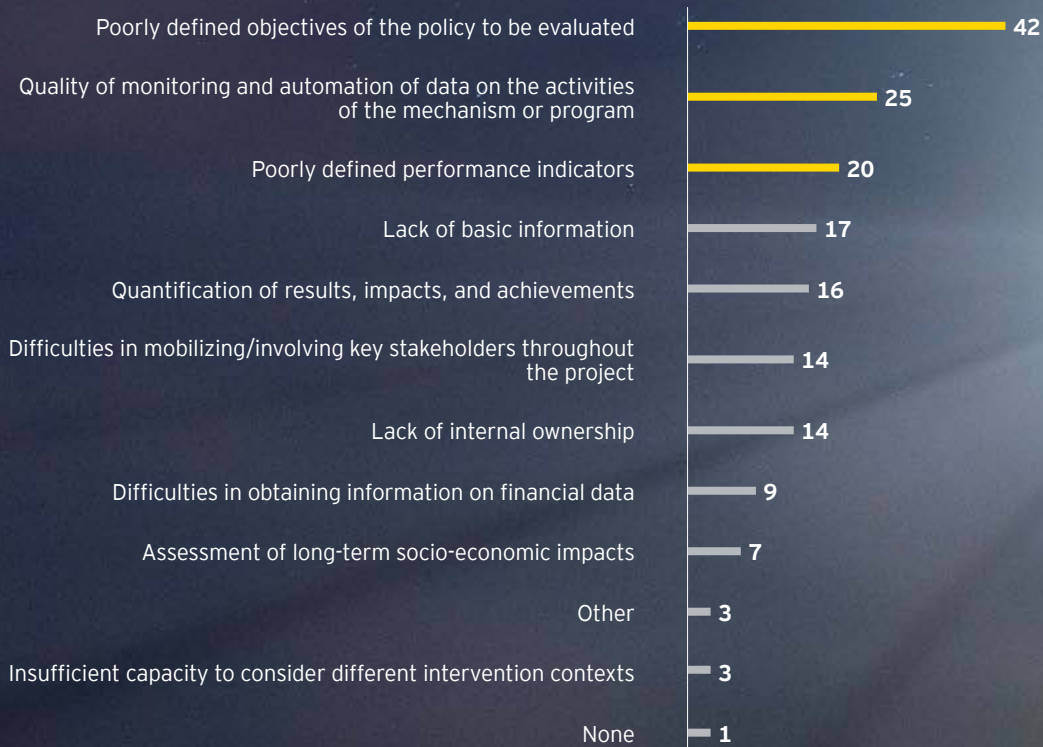 Poorly defined objectives of the policy to be evaluated 42
Quality of monitoring and automation of data on the activities
of the mechanism or program 25
Poorly defined performance indicators 20
Lack of basic information 17
Quantification of results, impacts, and achievements 16
Difficulties in mobilizing/involving key stakeholders throughout
the project 14
Lack of internal ownership 14
Difficulties in obtaining information on financial data 9
Assessment of long-term socio-economic impacts 7
Other 3
Insufficient capacity to consider different intervention contexts 3
None 1